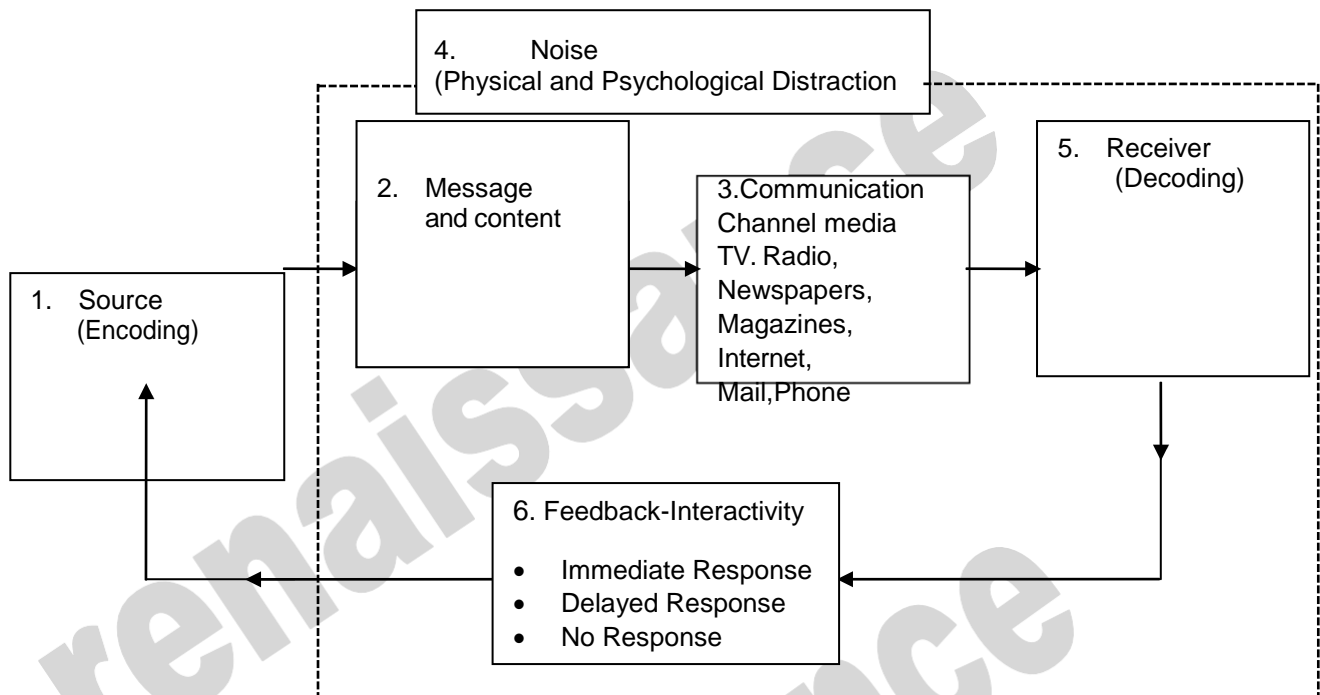 4. Noise
(Physical and Psychological Distraction
2. Message
and content
3.Communication
Channel media
TV. Radio,
Newspapers,
Magazines,
Internet,
Mail,Phone
5. Receiver
(Decoding)
1. Source
(Encoding)
6. Feedback-Interactivity
• Immediate Response
• Delayed Response
• No Response
renaissance